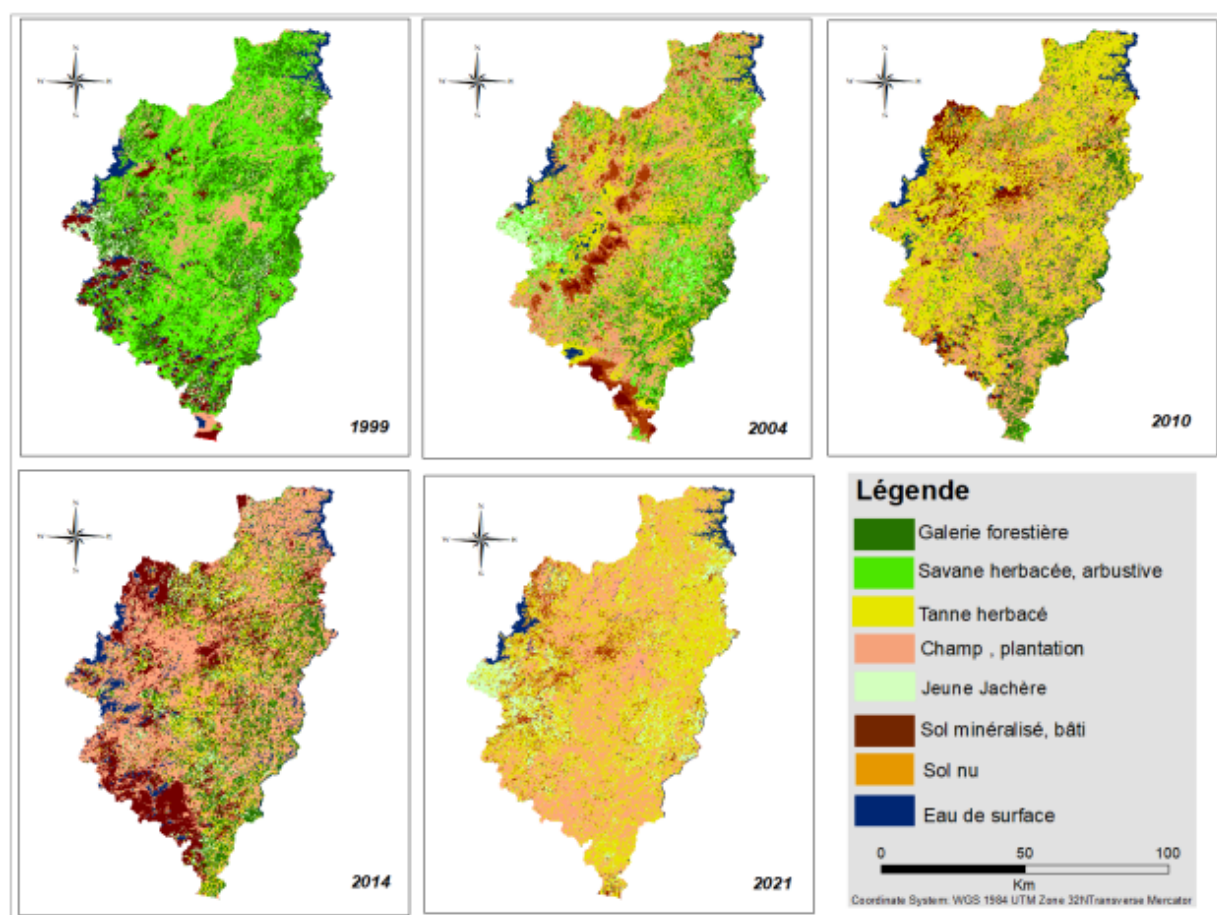 1999
2004
2010
2014
2021
Légende
Galerie forestière
Savane herbacée, arbustive
Tanne herbacé
Champ , plantation
Jeune Jachère
Sol minéralisé, bâti
Sol nu
Eau de surface
0 50 100
Km
Coordinate System: WGS 1984 UTM Zone 32NTransverse Mercator